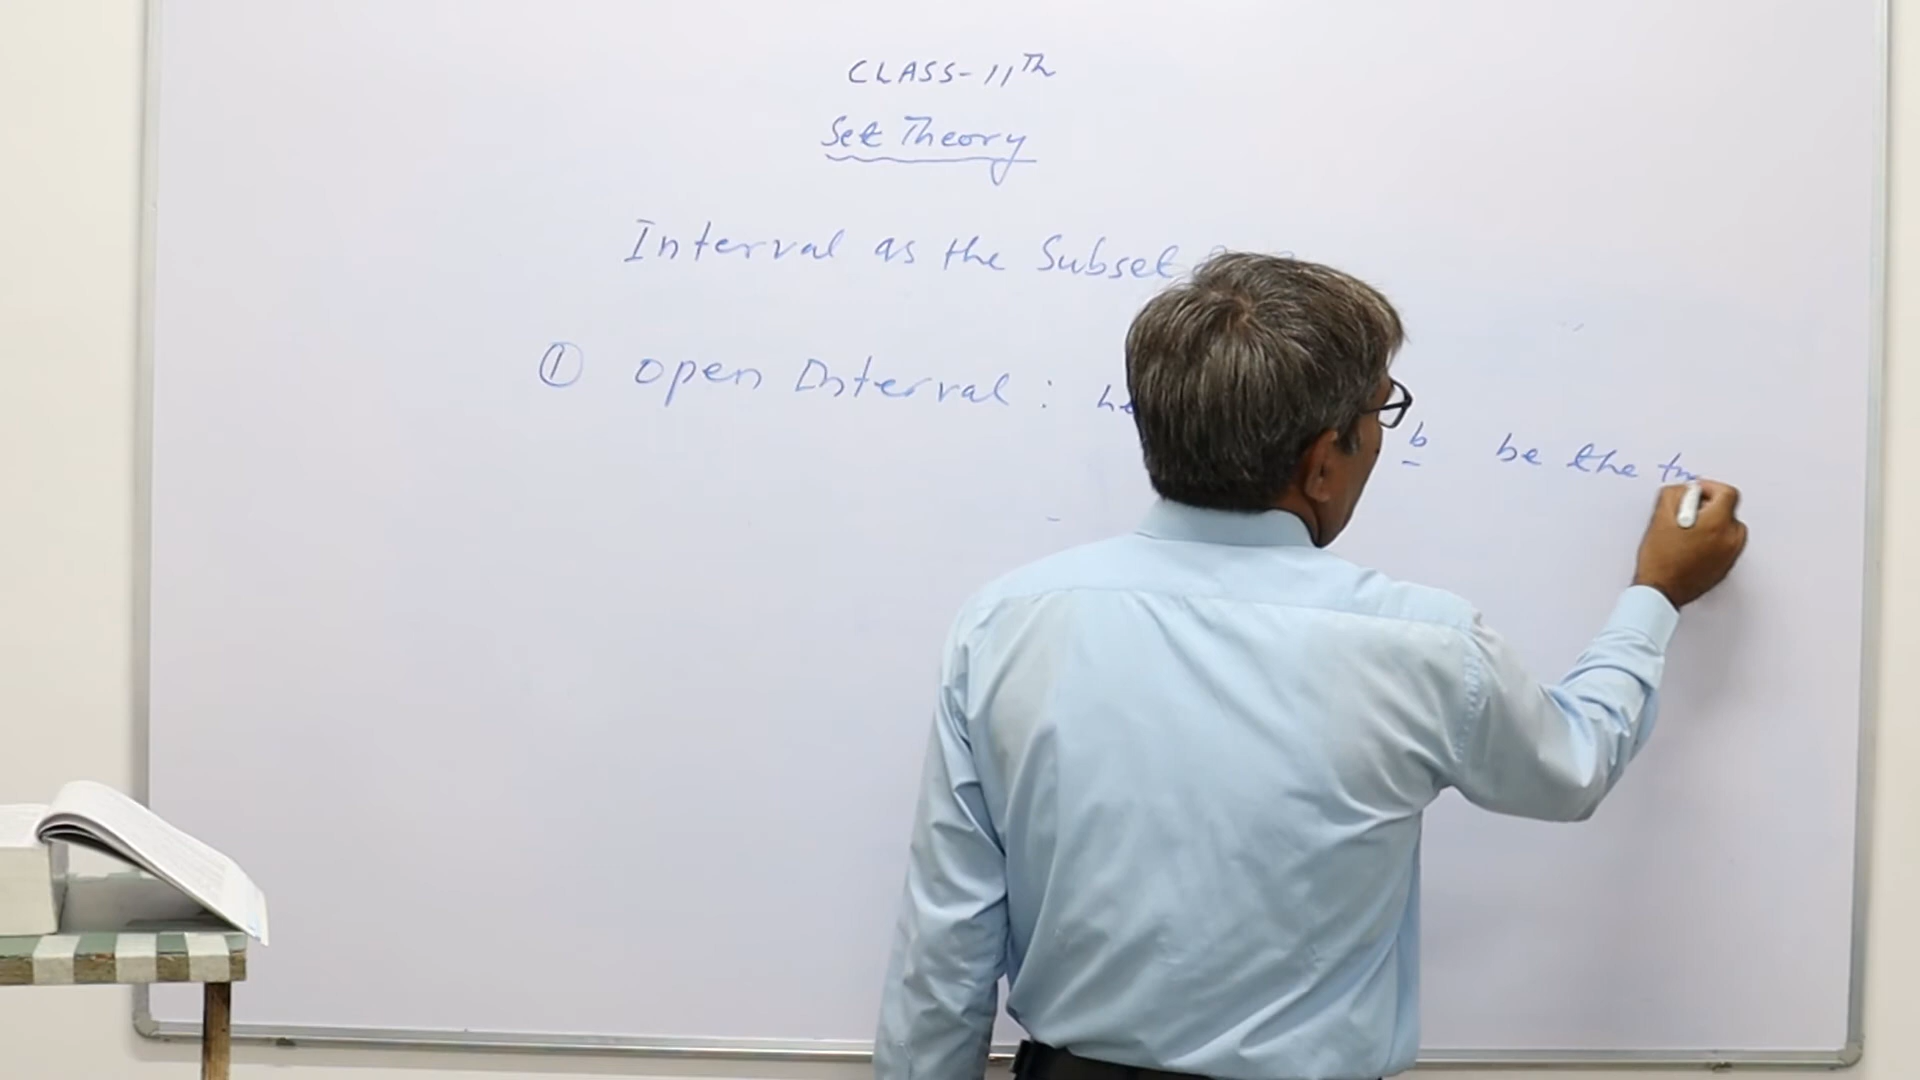 CLASS-11Th
Set Theory
Interval as the Subset
① open Interval : b be the